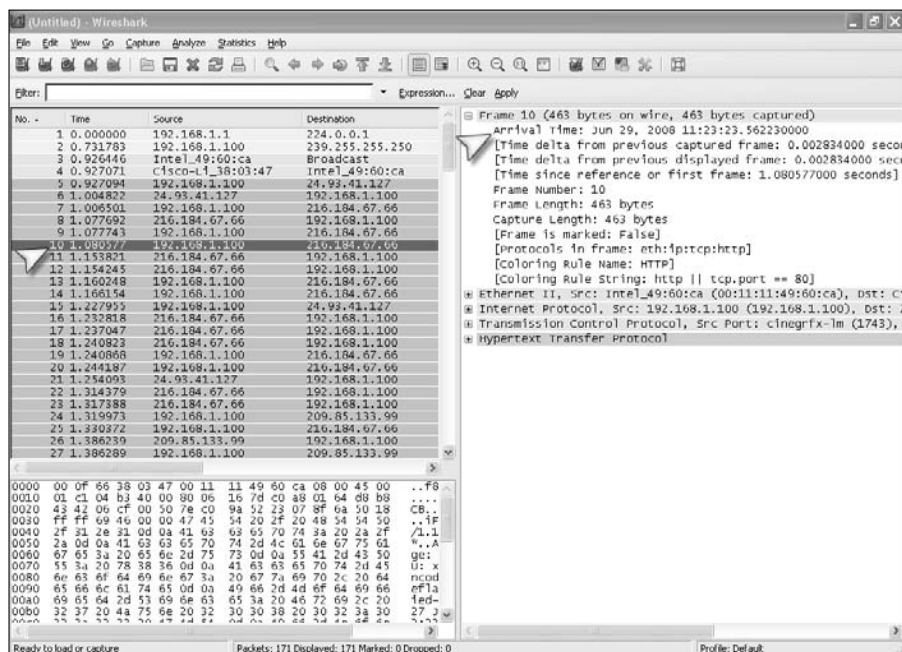 (Untitled) - Wireshark
File Edit View Go Capture Analyze Statistics Help
Filter: Expression... Clear Apply
No. - Time Source Destination
1 0.000000 192.168.1.1 224.0.0.1
2 0.731783 192.168.1.100 239.255.255.250
3 0.926446 Intel_49:60:ca Broadcast
4 0.927071 Cisco-Li_38:03:47 Intel_49:60:ca
5 0.927094 192.168.1.100 24.93.41.127
6 1.004822 24.93.41.127 192.168.1.100
7 1.006501 192.168.1.100 216.184.67.66
8 1.077692 216.184.67.66 192.168.1.100
9 1.077743 192.168.1.100 216.184.67.66
10 1.080577 192.168.1.100 216.184.67.66
11 1.153821 216.184.67.66 192.168.1.100
12 1.154245 216.184.67.66 192.168.1.100
13 1.160248 192.168.1.100 216.184.67.66
14 1.166154 192.168.1.100 216.184.67.66
15 1.227955 192.168.1.100 24.93.41.127
16 1.232818 216.184.67.66 192.168.1.100
17 1.237047 216.184.67.66 192.168.1.100
18 1.240823 192.168.1.100 216.184.67.66
19 1.240868 192.168.1.100 216.184.67.66
20 1.244187 192.168.1.100 216.184.67.66
21 1.254093 24.93.41.127 192.168.1.100
22 1.314379 216.184.67.66 192.168.1.100
23 1.317388 216.184.67.66 192.168.1.100
24 1.319973 192.168.1.100 209.85.133.99
25 1.330372 192.168.1.100 216.184.67.66
26 1.386239 209.85.133.99 192.168.1.100
27 1.386289 192.168.1.100 209.85.133.99
Frame 10 (463 bytes on wire, 463 bytes captured)
Arrival Time: Jun 29, 2008 11:23:23.562230000
[Time delta from previous captured frame: 0.002834000 secon
[Time delta from previous displayed frame: 0.002834000 seco
[Time since reference or first frame: 1.080577000 seconds]
Frame Number: 10
Frame Length: 463 bytes
Capture Length: 463 bytes
[Frame is marked: False]
[Protocols in frame: eth:ip:tcp:http]
[Coloring Rule Name: HTTP]
[Coloring Rule String: http || tcp.port == 80]
Ethernet II, Src: Intel_49:60:ca (00:11:11:49:60:ca), Dst:
Internet Protocol, Src: 192.168.1.100 (192.168.1.100), Dst:
Transmission Control Protocol, Src Port: cinegrfx-lm (1743),
Hypertext Transfer Protocol
0000 00 0f 66 38 03 47 00 11 11 49 60 ca 08 00 45 00 ..f8
0010 01 c1 04 b3 40 00 80 06 16 7d c0 a8 01 64 d8 b8 ....
0020 43 42 06 cf 00 50 7e c0 9a 52 23 07 8f 6a 50 18 CB..
0030 ff ff 69 46 00 00 47 45 54 20 2f 20 48 54 54 50 ..iF
0040 2f 31 2e 31 0d 0a 41 63 63 65 70 74 3a 20 2a 2f /1.1
0050 2a 0d 0a 41 63 63 65 70 74 2d 4c 61 6e 67 75 61 *..A
0060 67 65 3a 20 65 6e 2d 75 73 0d 0a 55 41 2d 43 50 ge:
0070 55 3a 20 78 38 36 0d 0a 41 63 63 65 70 74 2d 45 U: x
0080 6e 63 6f 64 69 6e 67 3a 20 67 7a 69 70 2c 20 64 ncod
0090 65 66 6c 61 74 65 0d 0a 49 66 2d 4d 6f 64 69 66 efla
00a0 69 65 64 2d 53 69 6e 63 65 3a 20 46 72 69 2c 20 ied-
00b0 32 37 20 4a 75 6e 20 32 30 30 38 20 30 32 3a 30 27 J
Ready to load or capture Packets: 171 Displayed: 171 Marked: 0 Dropped: 0 Profile: Default